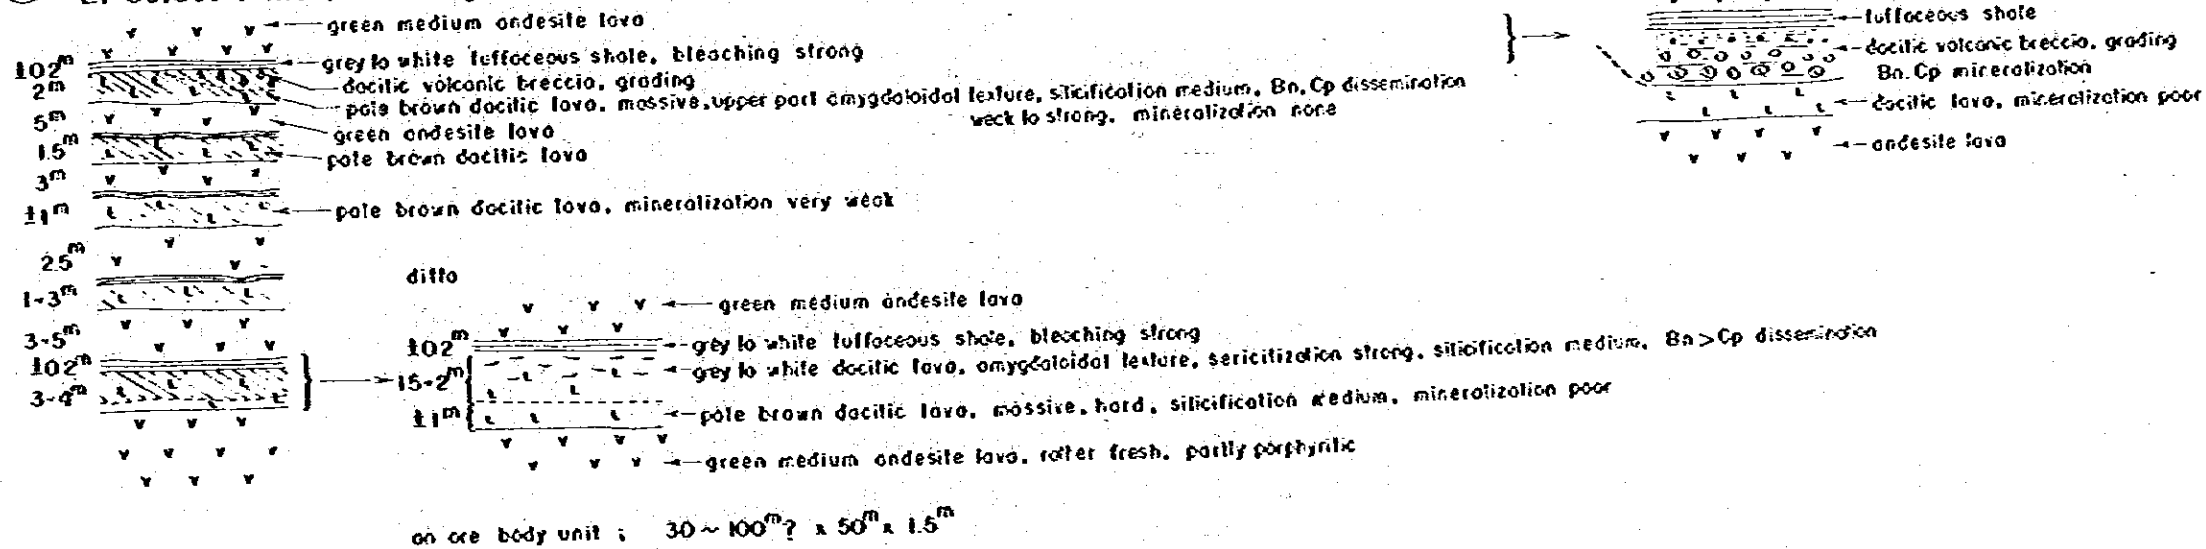 green medium andesite lava
±02m
grey to white tuffaceous shale, bleaching strong
2m
dacitic volcanic breccia, grading
pale brown dacitic lava, massive, upper part amygdaloidal texture, silicification medium, Bn, Cp dissemination
weak to strong, mineralization none
5m
green andesite lava
1.5m
pale brown dacitic lava
3m
±1m
pale brown dacitic lava, mineralization very weak
25m
1-3m
ditto
3-5m
±02m
3-4m
green medium andesite lava
±02m
grey to white tuffaceous shale, bleaching strong
15-2m
grey to white dacitic lava, amygdaloidal texture, sericitization strong, silicification medium, Bn>Cp dissemination
±1m
pale brown dacitic lava, massive, hard, silicification medium, mineralization poor
green medium andesite lava, rather fresh, partly porphyritic
on ore body unit ; 30~100m? x 50m x 1.5m
tuffaceous shale
dacitic volcanic breccia, grading
Bn, Cp mineralization
dacitic lava, mineralization poor
andesite lava